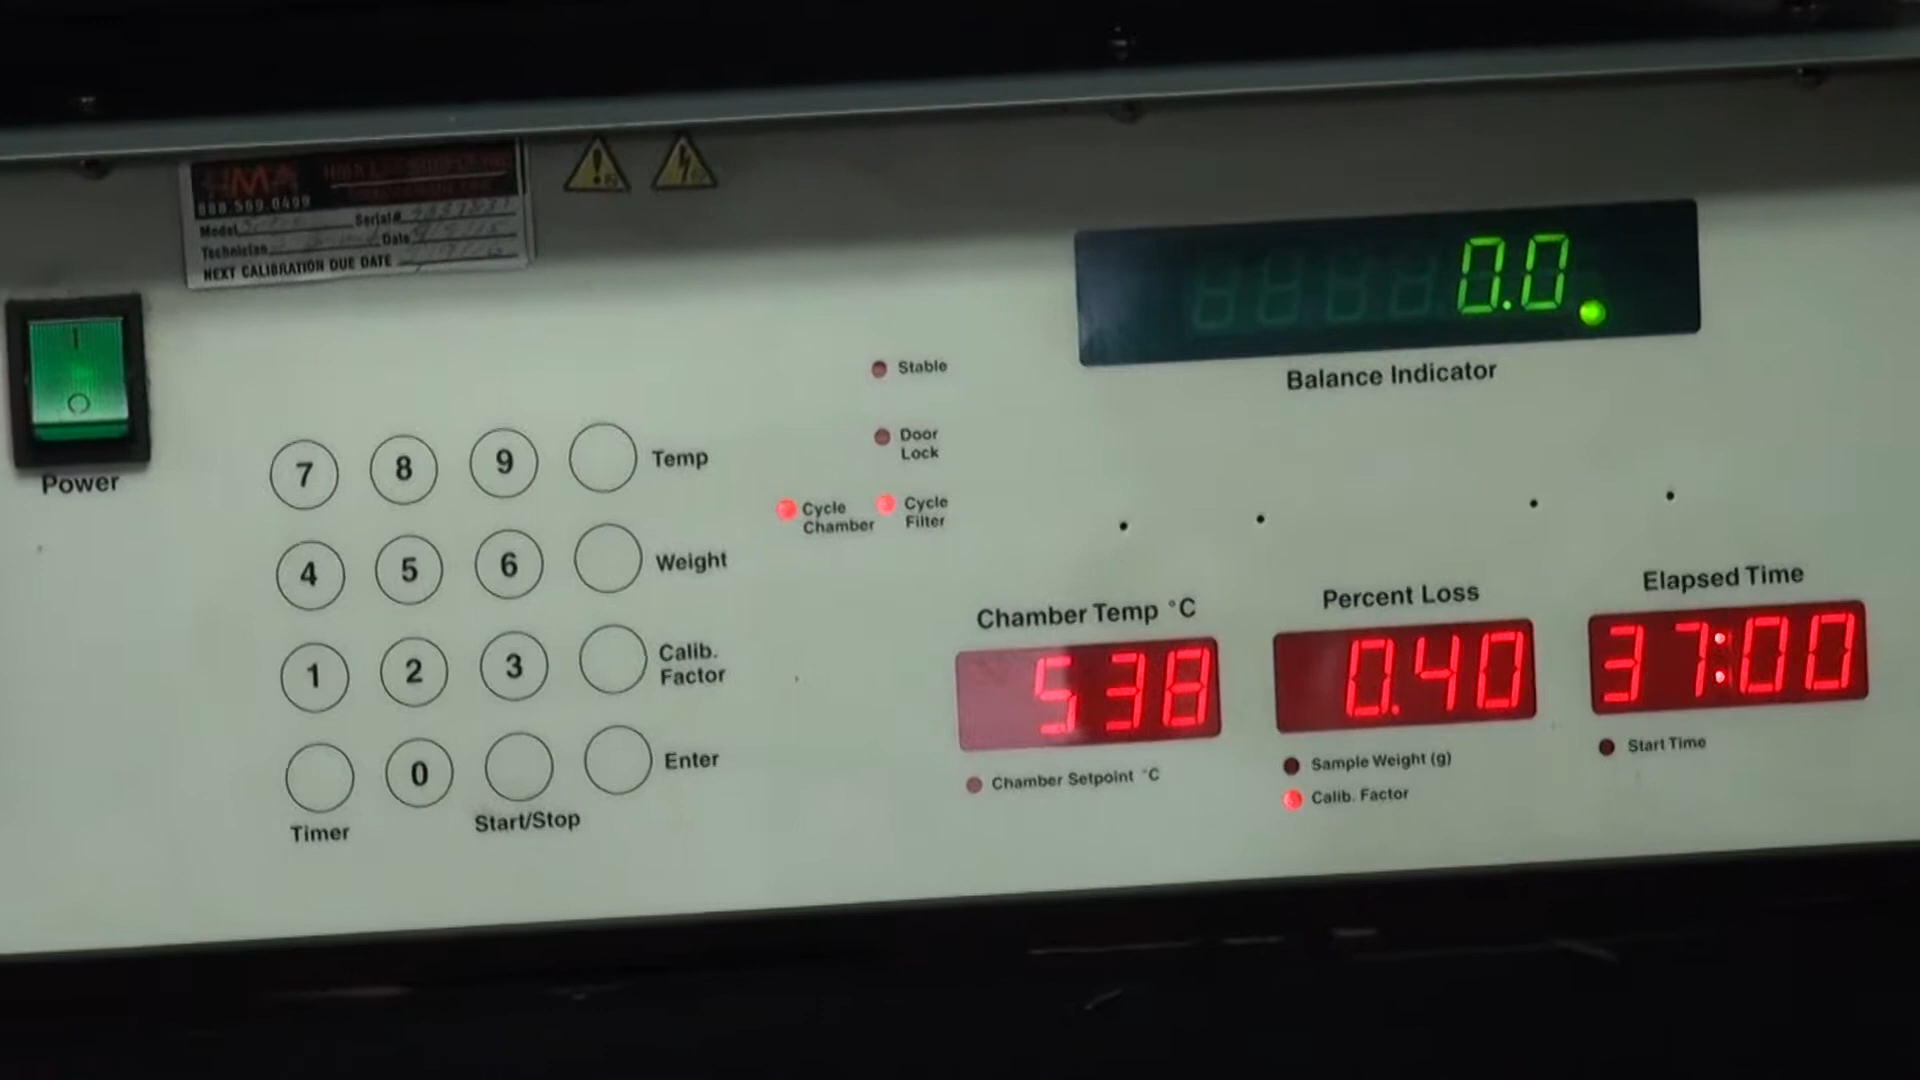 HMA
888.569.0499
Model
Serial#
Technician
Date
NEXT CALIBRATION DUE DATE
0.0.
Balance Indicator
Stable
Door
Lock
Cycle
Chamber
Cycle
Filter
Power
7 8 9 Temp
4 5 6 Weight
1 2 3 Calib.
Factor
0 Enter
Timer
Start/Stop
Chamber Temp °C
538
Chamber Setpoint °C
Percent Loss
0.40
Sample Weight (g)
Calib. Factor
Elapsed Time
37:00
Start Time